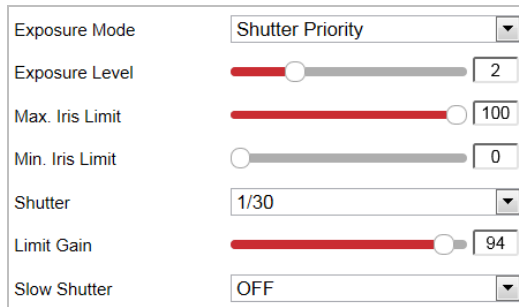 Exposure Mode Shutter Priority
Exposure Level 2
Max. Iris Limit 100
Min. Iris Limit 0
Shutter 1/30
Limit Gain 94
Slow Shutter OFF